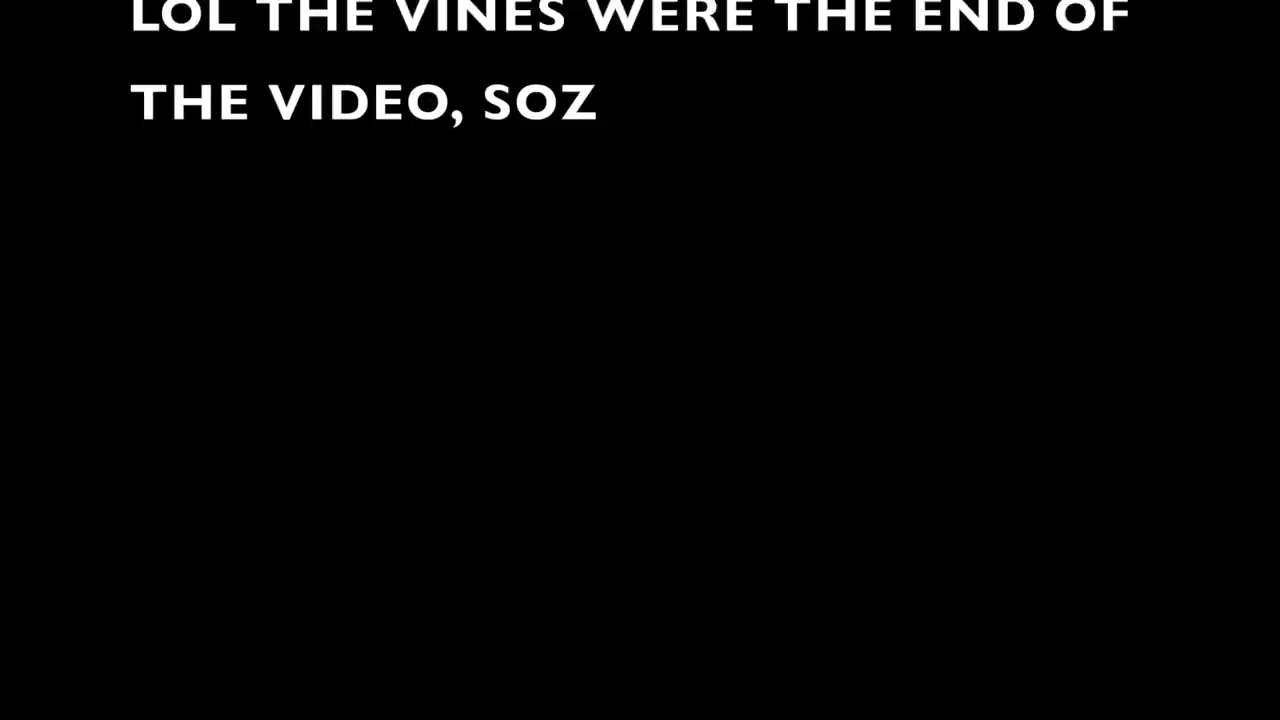 LOL THE VINES WERE THE END OF
THE VIDEO, SOZ